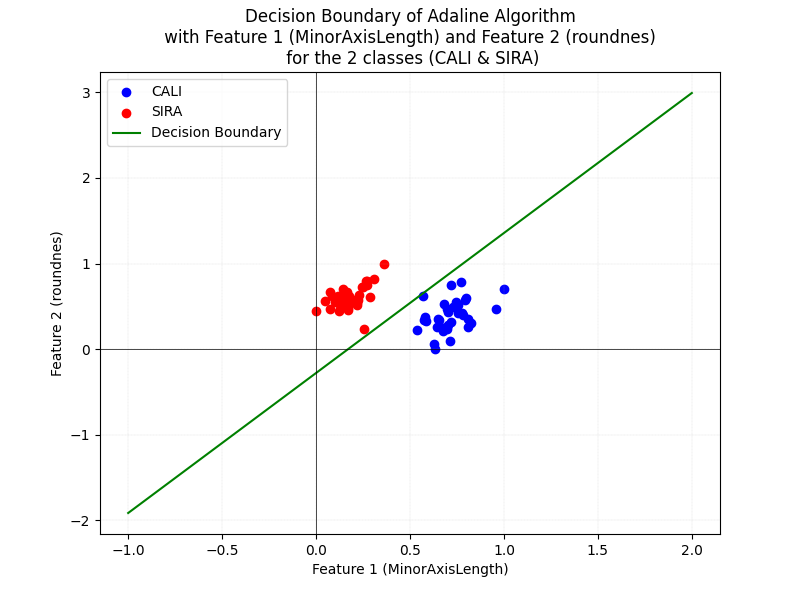 Decision Boundary of Adaline Algorithm
with Feature 1 (MinorAxisLength) and Feature 2 (roundnes)
for the 2 classes (CALI & SIRA)
CALI
SIRA
Decision Boundary
3
2
1
0
−1
−2
Feature 2 (roundnes)
−1.0 −0.5 0.0 0.5 1.0 1.5 2.0
Feature 1 (MinorAxisLength)